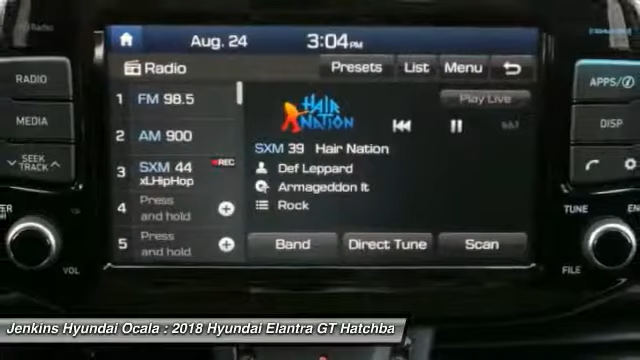 Aug. 24
3:04PM
Radio
Presets
List
Menu
1 FM 98.5
2 AM 900
3 SXM 44
xLHipHop
REC
4 Press
and hold
5 Press
and hold
HAIR
NATION
Play Live
SXM 39 Hair Nation
Def Leppard
Armageddon It
Rock
Band
Direct Tune
Scan
RADIO
MEDIA
SEEK
TRACK
VOL
APPS/
DISP
TUNE
FILE
Jenkins Hyundai Ocala : 2018 Hyundai Elantra GT Hatchba